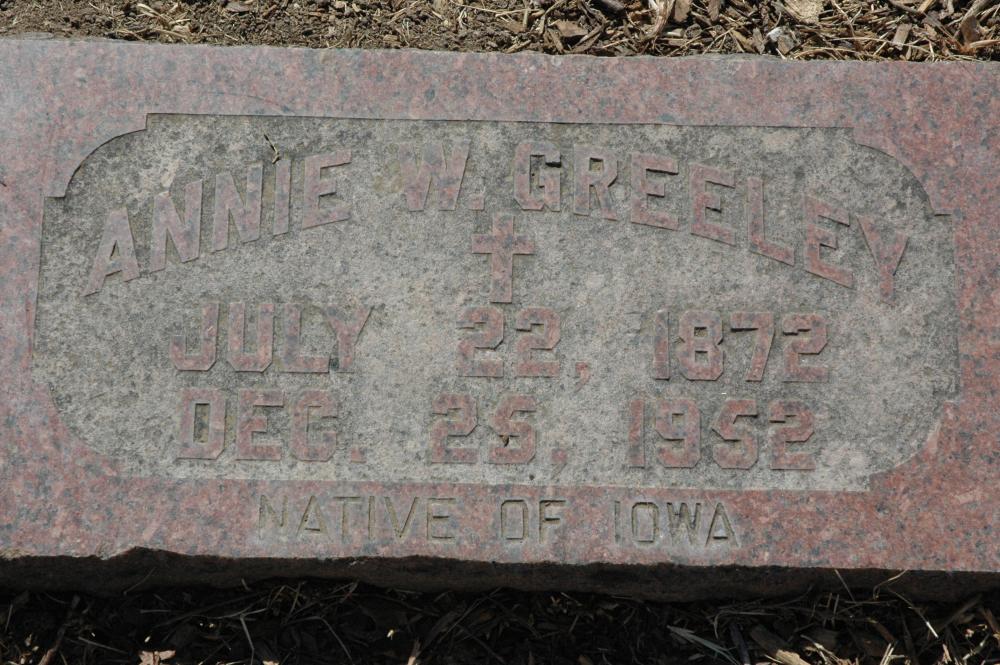 ANNIE W. GREELEY
JULY 22, 1872
DEC. 25, 1952
NATIVE OF IOWA